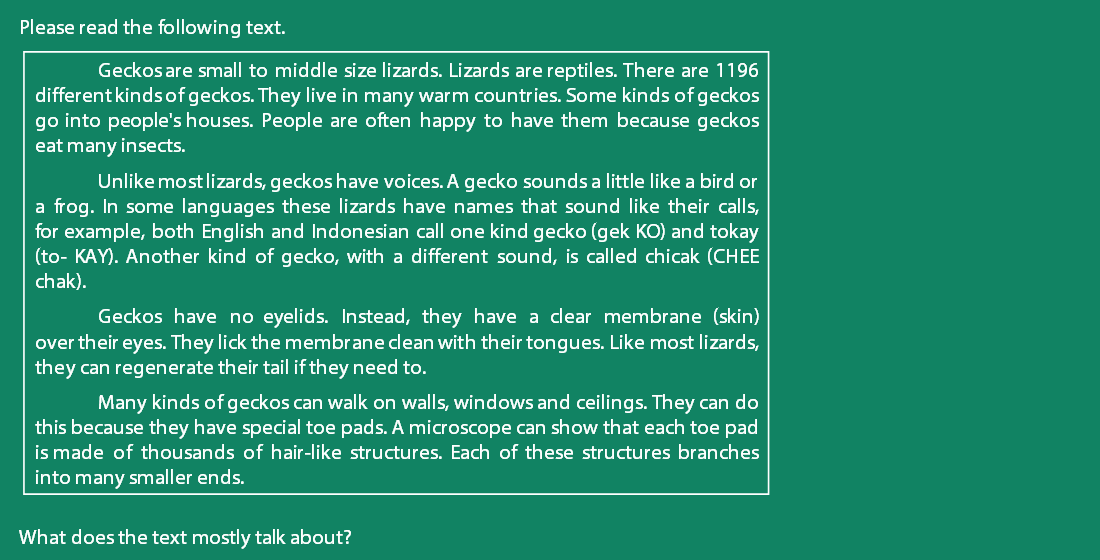 Please read the following text.
Geckos are small to middle size lizards. Lizards are reptiles. There are 1196
different kinds of geckos. They live in many warm countries. Some kinds of geckos
go into people's houses. People are often happy to have them because geckos
eat many insects.
Unlike most lizards, geckos have voices. A gecko sounds a little like a bird or
a frog. In some languages these lizards have names that sound like their calls,
for example, both English and Indonesian call one kind gecko (gek KO) and tokay
(to- KAY). Another kind of gecko, with a different sound, is called chicak (CHEE
chak).
Geckos have no eyelids. Instead, they have a clear membrane (skin)
over their eyes. They lick the membrane clean with their tongues. Like most lizards,
they can regenerate their tail if they need to.
Many kinds of geckos can walk on walls, windows and ceilings. They can do
this because they have special toe pads. A microscope can show that each toe pad
is made of thousands of hair-like structures. Each of these structures branches
into many smaller ends.
What does the text mostly talk about?